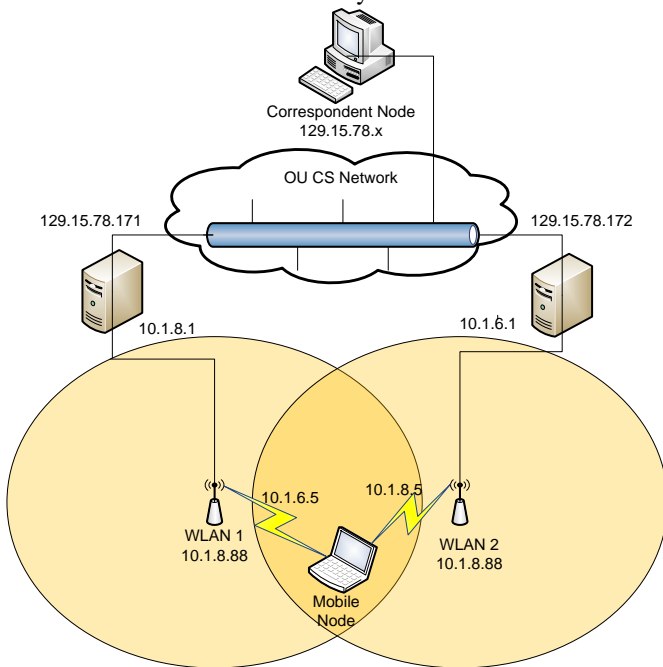 Correspondent Node
129.15.78.x
OU CS Network
129.15.78.171
129.15.78.172
10.1.8.1
10.1.6.1
10.1.6.5
10.1.8.5
WLAN 1
10.1.8.88
WLAN 2
10.1.8.88
Mobile
Node